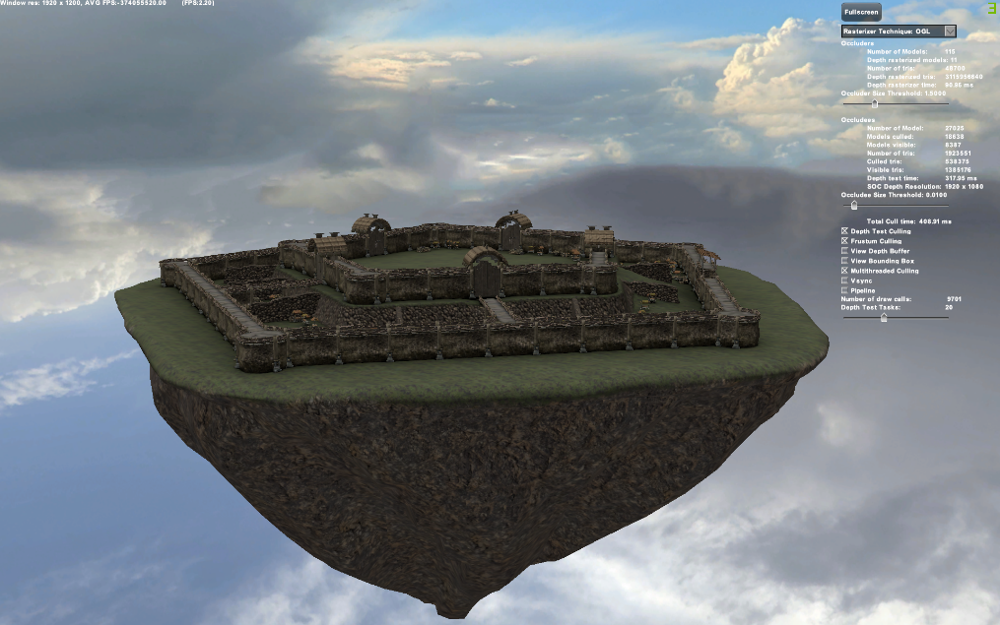 Window res: 1920 x 1200, AVG FPS:-374055520.00 (FPS:2.20)
3
Fullscreen
Rasterizer Technique: OGL
Occluders
Number of Models: 115
Depth rasterized models: 11
Number of tris: 48700
Depth rasterized tris: 2115996640
Depth rasterizer time: 90.95 ms
Occluder Size Threshold: 1.5000
Occludees
Number of Model: 27025
Models culled: 18638
Models visible: 8387
Number of tris: 1923551
Culled tris: 538375
Visible tris: 1385176
Depth test time: 317.95 ms
SOC Depth Resolution: 1920 x 1080
Occludee Size Threshold: 0.0100
Total Cull time: 408.91 ms
Depth Test Culling
Frustum Culling
View Depth Buffer
View Bounding Box
Multithreaded Culling
Vsync
Pipeline
Number of draw calls: 9701
Depth Test Tasks: 20